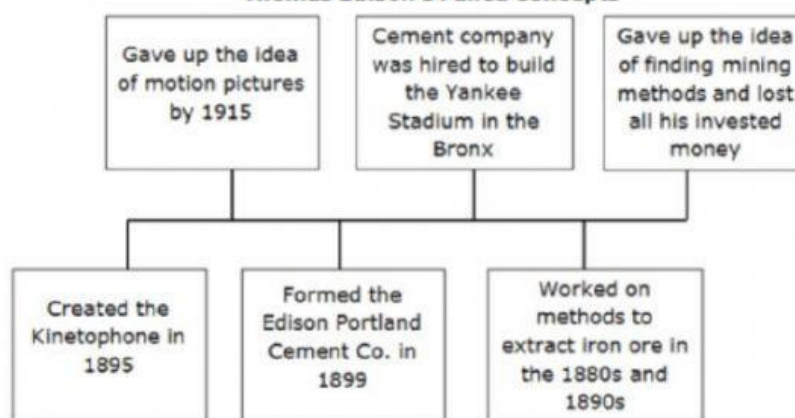 Gave up the idea
of motion pictures
by 1915
Cement company
was hired to build
the Yankee
Stadium in the
Bronx
Gave up the idea
of finding mining
methods and lost
all his invested
money
Created the
Kinetophone in
1895
Formed the
Edison Portland
Cement Co. in
1899
Worked on
methods to
extract iron ore in
the 1880s and
1890s